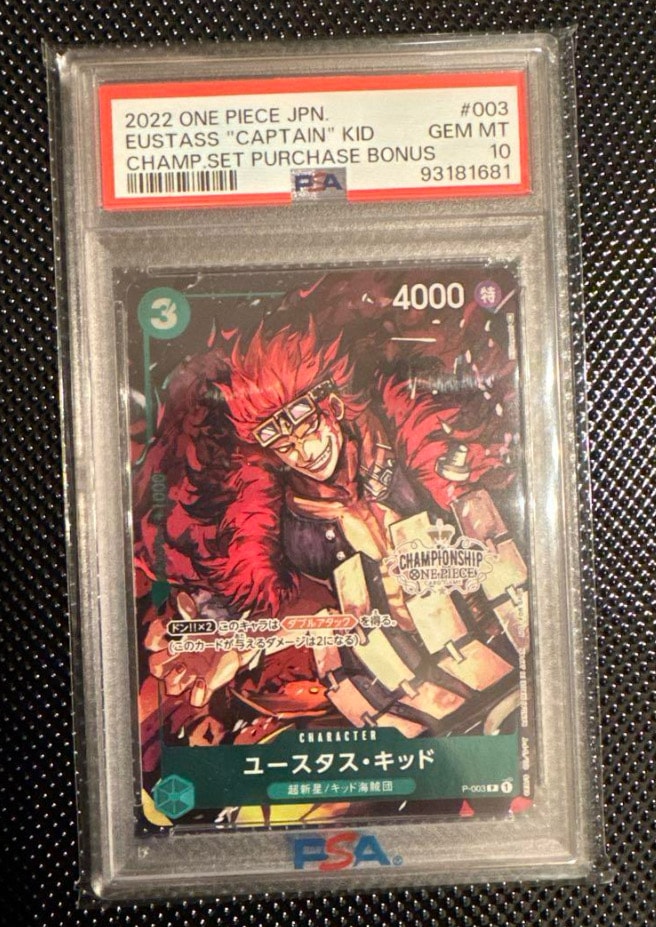 2022 ONE PIECE JPN. #003
EUSTASS "CAPTAIN" KID GEM MT
CHAMP.SET PURCHASE BONUS 10
93181681
PSA
3
4000 特
1000
CHAMPIONSHIP
ONE PIECE
CARD GAME
ドン!!×2 このキャラは ダブルアタック を得る。
(このカードが与えるダメージは2になる)
CHARACTER
ユースタス・キッド
超新星/キッド海賊団
P-003 P 1
PSA